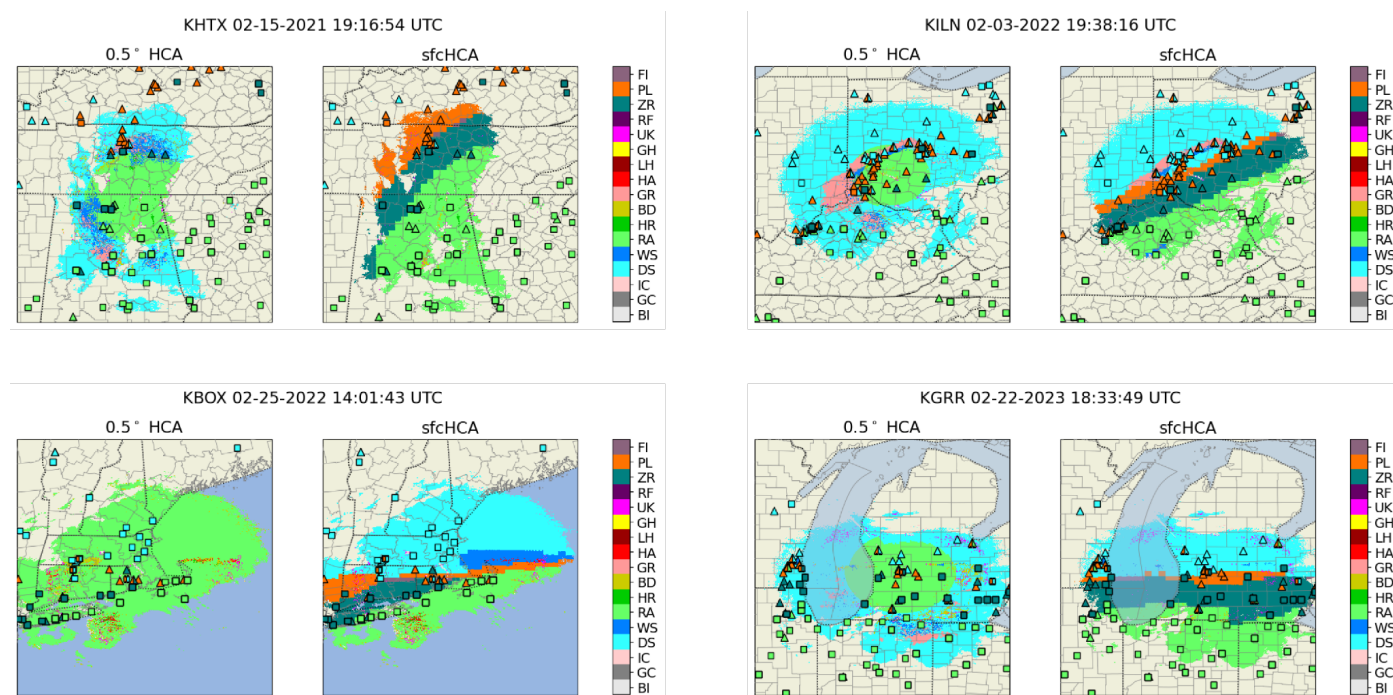 KHTX 02-15-2021 19:16:54 UTC
0.5° HCA
sfcHCA
FI
PL
ZR
RF
UK
GH
LH
HA
GR
BD
HR
RA
WS
DS
IC
GC
BI
KILN 02-03-2022 19:38:16 UTC
0.5° HCA
sfcHCA
FI
PL
ZR
RF
UK
GH
LH
HA
GR
BD
HR
RA
WS
DS
IC
GC
BI
KBOX 02-25-2022 14:01:43 UTC
0.5° HCA
sfcHCA
FI
PL
ZR
RF
UK
GH
LH
HA
GR
BD
HR
RA
WS
DS
IC
GC
BI
KGRR 02-22-2023 18:33:49 UTC
0.5° HCA
sfcHCA
FI
PL
ZR
RF
UK
GH
LH
HA
GR
BD
HR
RA
WS
DS
IC
GC
BI